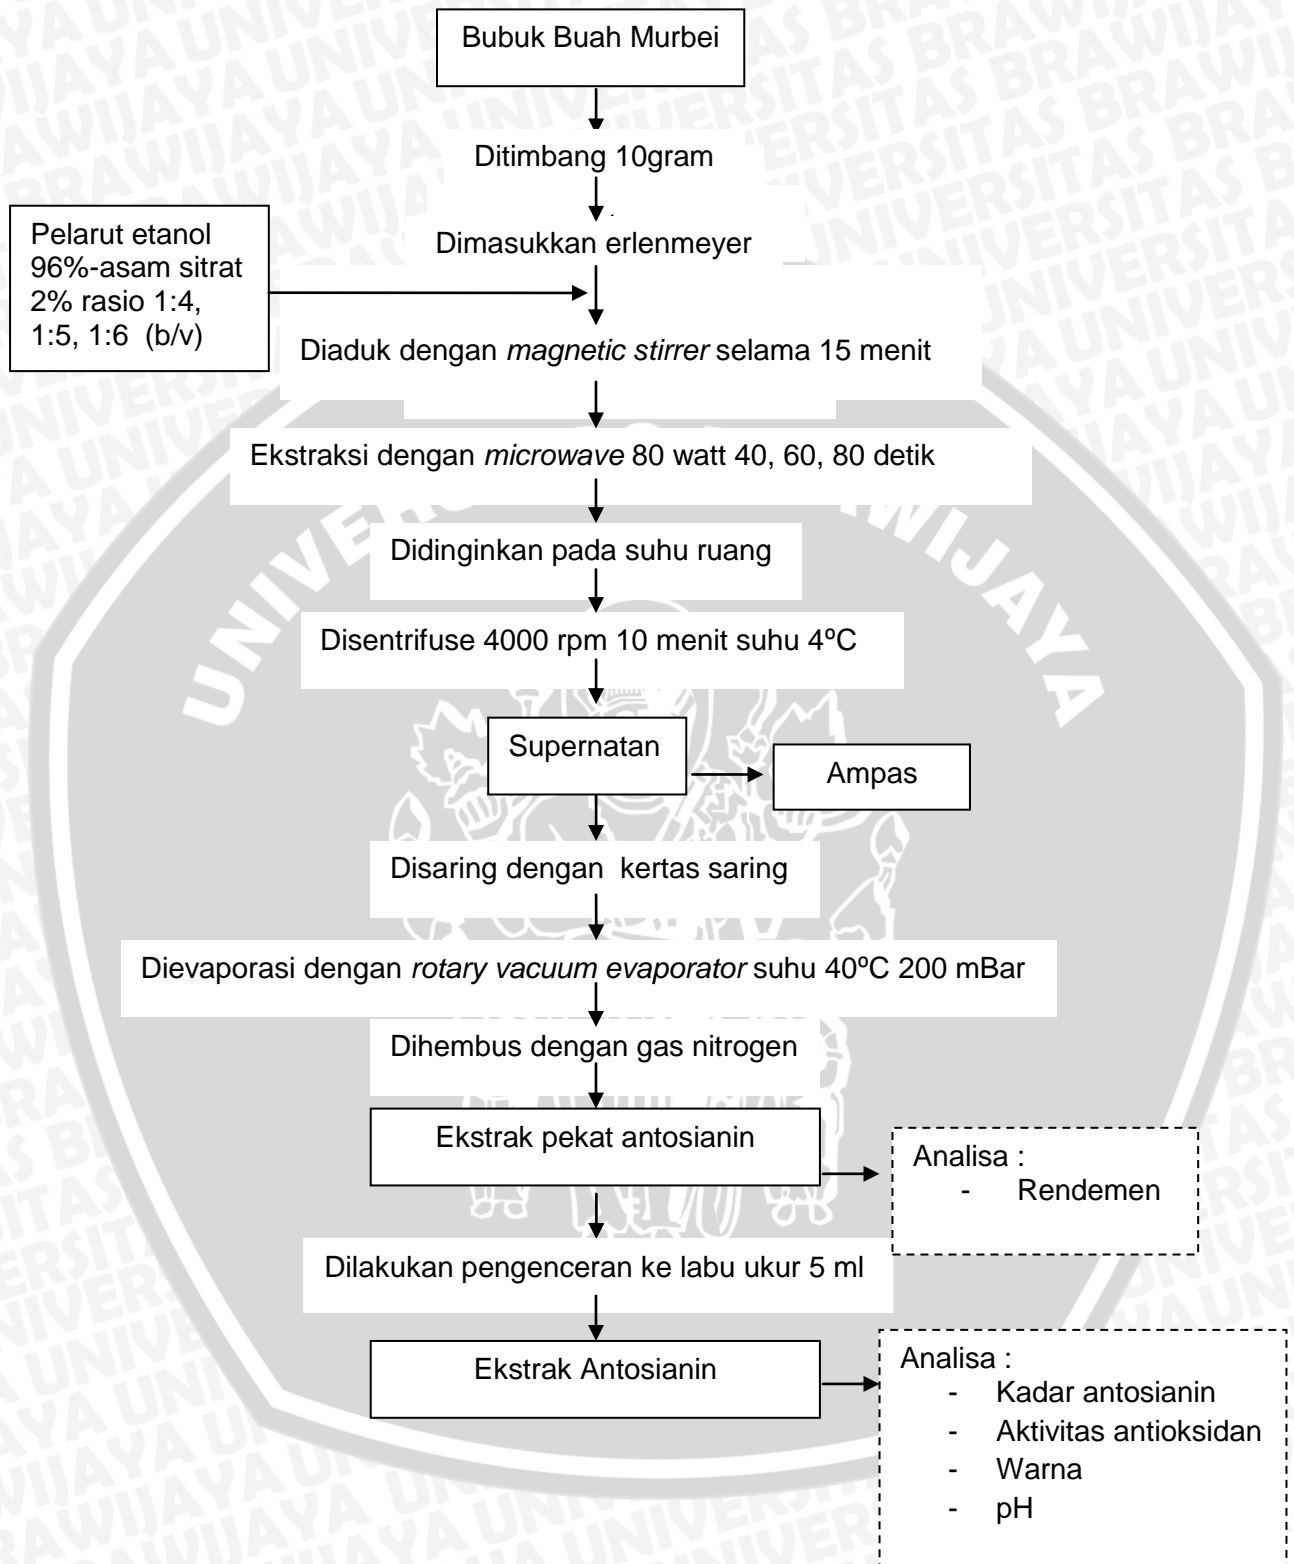 Bubuk Buah Murbei
Ditimbang 10gram
Dimasukkan erlenmeyer
Pelarut etanol
96%-asam sitrat
2% rasio 1:4,
1:5, 1:6 (b/v)
Diaduk dengan magnetic stirrer selama 15 menit
Ekstraksi dengan microwave 80 watt 40, 60, 80 detik
Didinginkan pada suhu ruang
Disentrifuse 4000 rpm 10 menit suhu 4ºC
Supernatan
Ampas
Disaring dengan kertas saring
Dievaporasi dengan rotary vacuum evaporator suhu 40ºC 200 mBar
Dihembus dengan gas nitrogen
Ekstrak pekat antosianin
Analisa :
- Rendemen
Dilakukan pengenceran ke labu ukur 5 ml
Ekstrak Antosianin
Analisa :
- Kadar antosianin
- Aktivitas antioksidan
- Warna
- pH